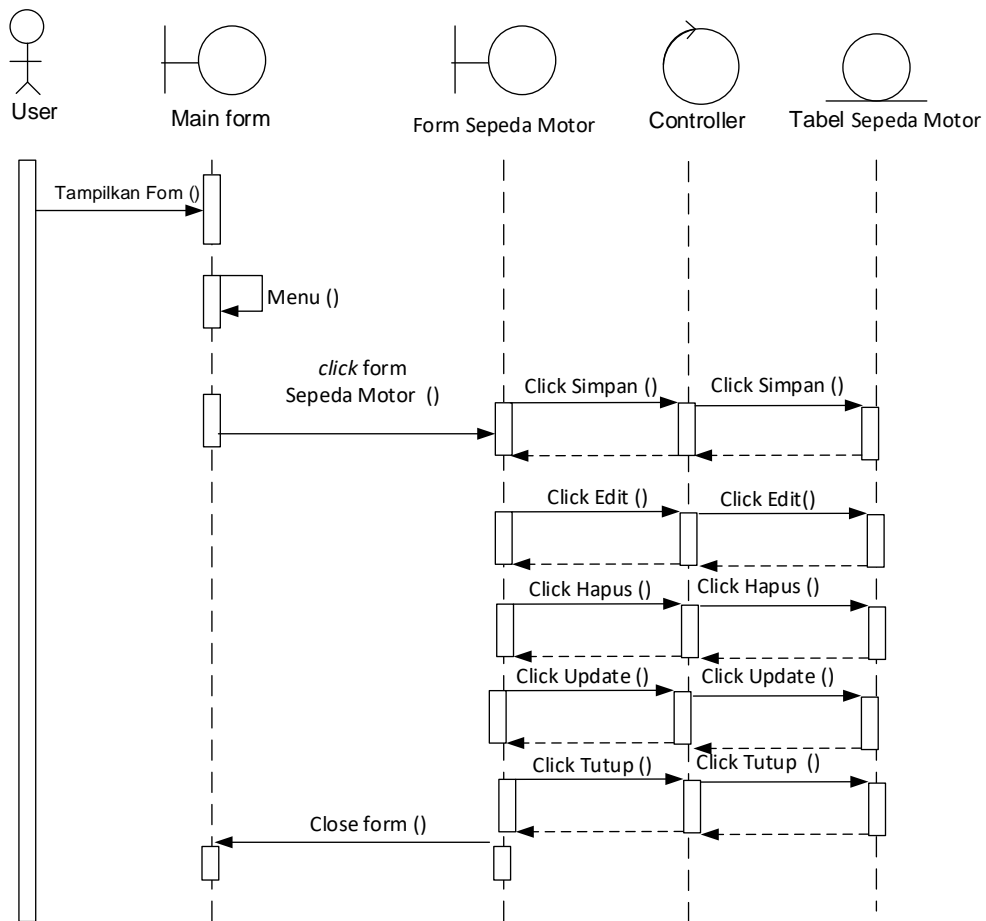 User
Main form
Form Sepeda Motor
Controller
Tabel Sepeda Motor
Tampilkan Fom ()
Menu ()
click form
Sepeda Motor ()
Click Simpan ()
Click Simpan ()
Click Edit ()
Click Edit()
Click Hapus ()
Click Hapus ()
Click Update ()
Click Update ()
Click Tutup ()
Click Tutup ()
Close form ()